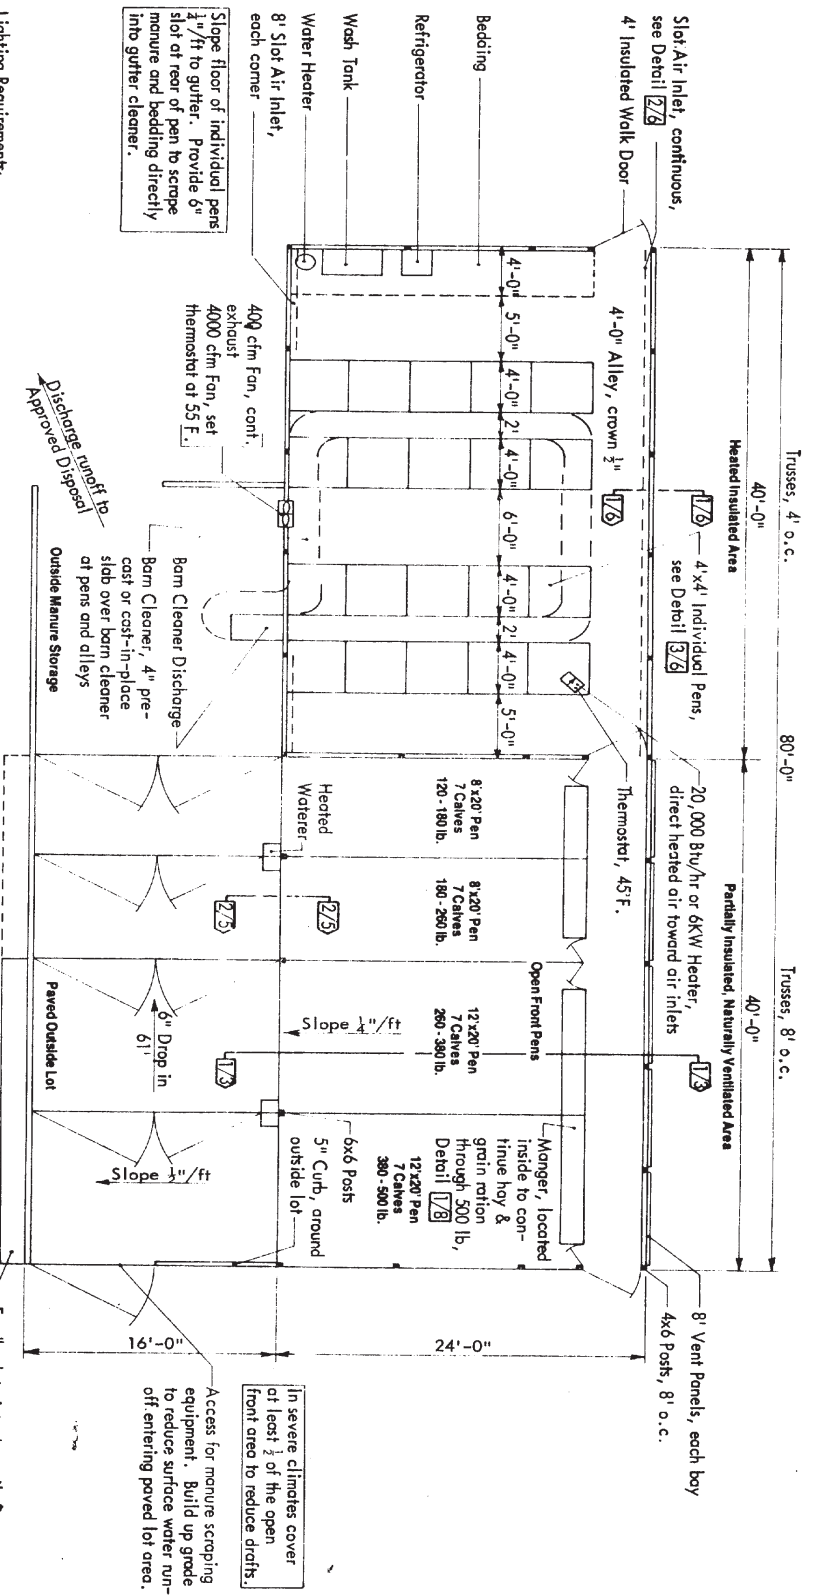 Trusses, 4' o.c.
80'-0"
Trusses, 8' o.c.
40'-0"
40'-0"
Heated Insulated Area
Partially Insulated, Naturally Ventilated Area
Slot Air Inlet, continuous,
see Detail 2/6
4' Insulated Walk Door
Bedding
Refrigerator
Wash Tank
Water Heater
8' Slot Air Inlet,
each corner
Slope floor of individual pens
¼"/ft to gutter. Provide 6"
slot at rear of pen to scrape
manure and bedding directly
into gutter cleaner.
1/6
4'x4' Individual Pens,
see Detail 3/6
20,000 Btu/hr or 6KW Heater,
direct heated air toward air inlets
1/3
8' Vent Panels, each bay
4x6 Posts, 8' o.c.
4'-0" Alley, crown ½"
1/6
Thermostat, 45°F.
4'-0"
5'-0"
4'-0"
2'
4'-0"
6'-0"
4'-0"
2'
4'-0"
5'-0"
Open Front Pens
Manger, located
inside to con-
tinue hay &
grain ration
through 500 lb,
Detail 1/8
8'x20' Pen
7 Calves
120 - 180 lb.
8'x20' Pen
7 Calves
180 - 260 lb.
12'x20' Pen
7 Calves
260 - 380 lb.
12'x20' Pen
7 Calves
380 - 500 lb.
24'-0"
Slope ¼"/ft
Heated
Waterer
2/5
6x6 Posts
5" Curb, around
outside lot
400 cfm Fan, cont.
exhaust
4000 cfm Fan, set
thermostat at 55 F.
2/5
1/3
In severe climates cover
at least ½ of the open
front area to reduce drafts.
Barn Cleaner Discharge
Barn Cleaner, 4" pre-
cast or cast-in-place
slab over barn cleaner
at pens and alleys
6" Drop in
61'
Slope ½"/ft
16'-0"
Access for manure scraping
equipment. Build up grade
to reduce surface water run-
off entering paved lot area.
Discharge runoff to
Approved Disposal
Outside Manure Storage
Paved Outside Lot
Lighting Requirements